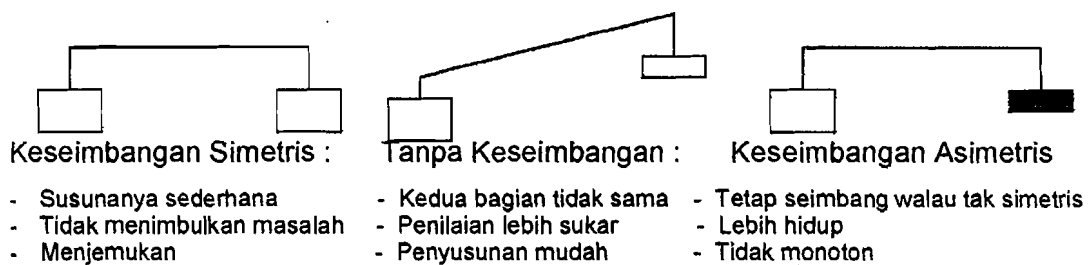 Keseimbangan Simetris :
- Susunanya sederhana
- Tidak menimbulkan masalah
- Menjemukan
Tanpa Keseimbangan :
- Kedua bagian tidak sama
- Penilaian lebih sukar
- Penyusunan mudah
Keseimbangan Asimetris
- Tetap seimbang walau tak simetris
- Lebih hidup
- Tidak monoton